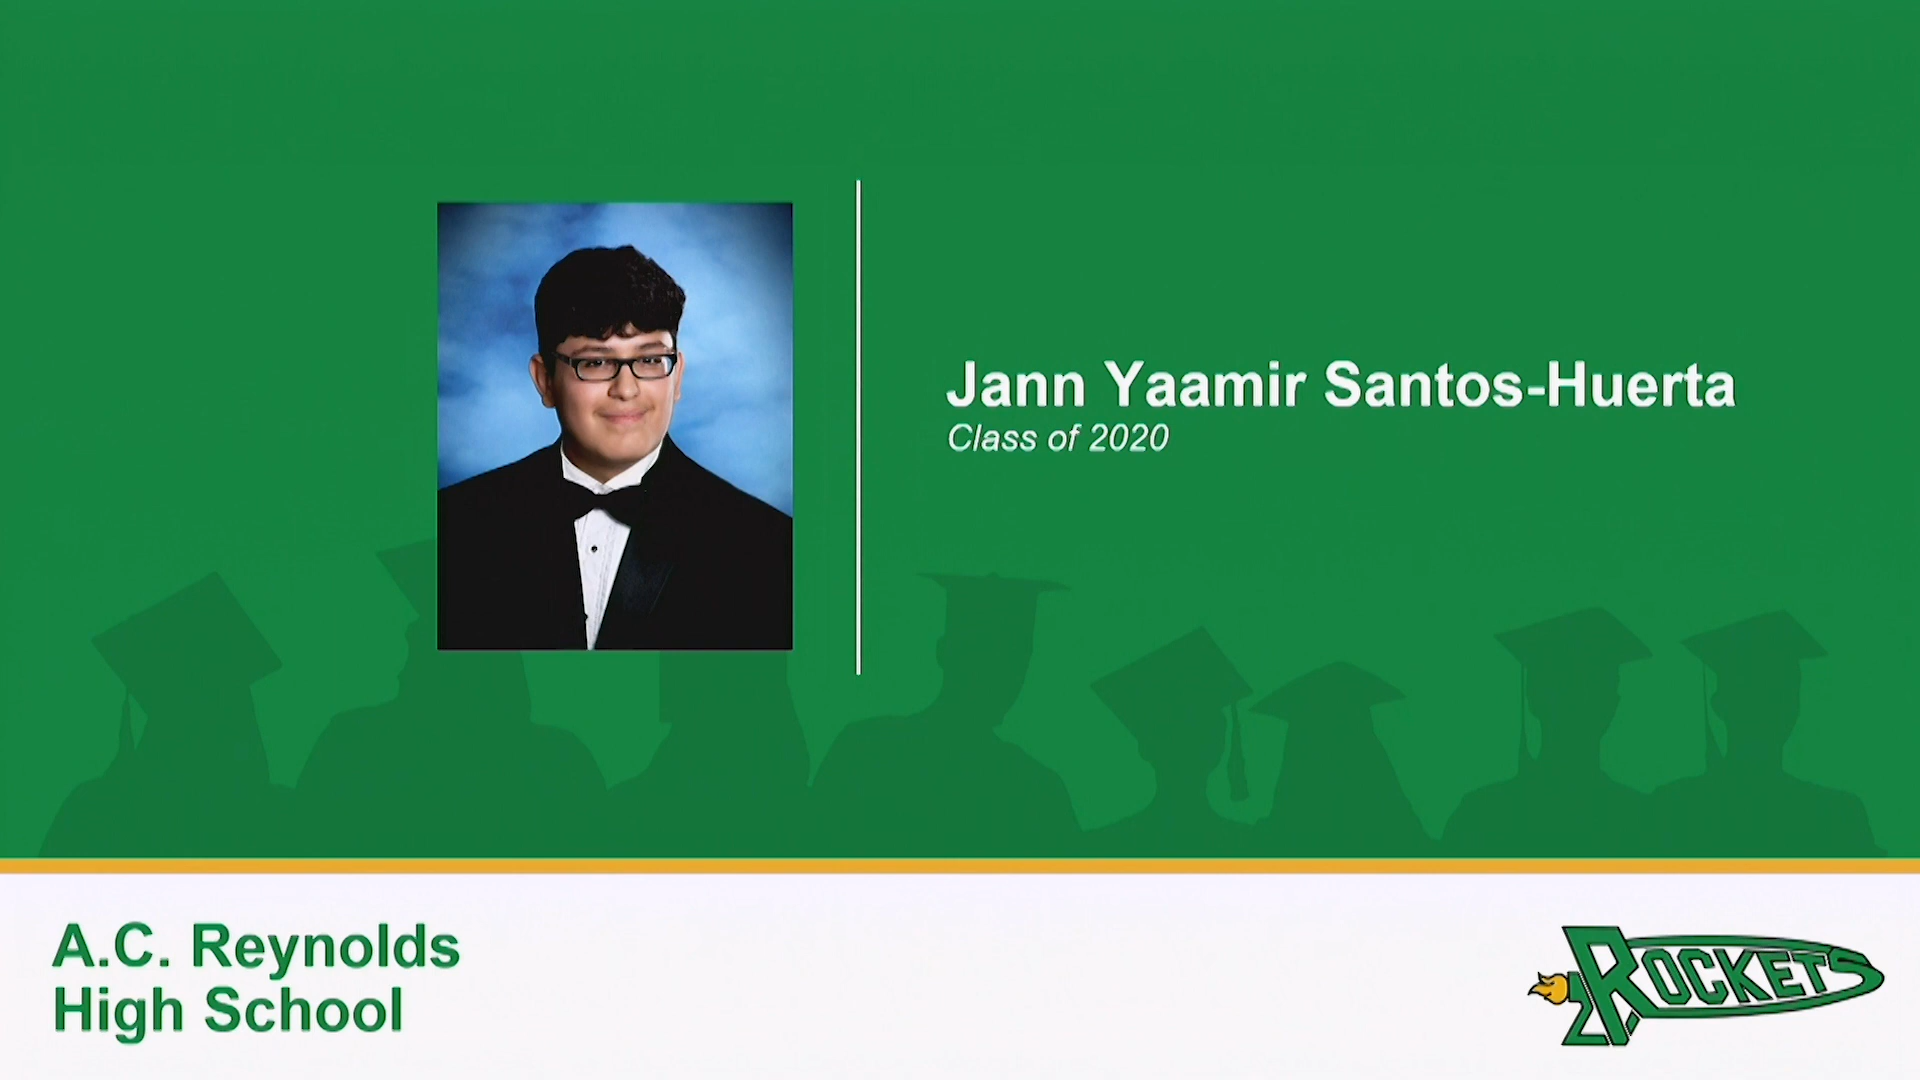 Jann Yaamir Santos-Huerta
Class of 2020
A.C. Reynolds
High School
ROCKETS